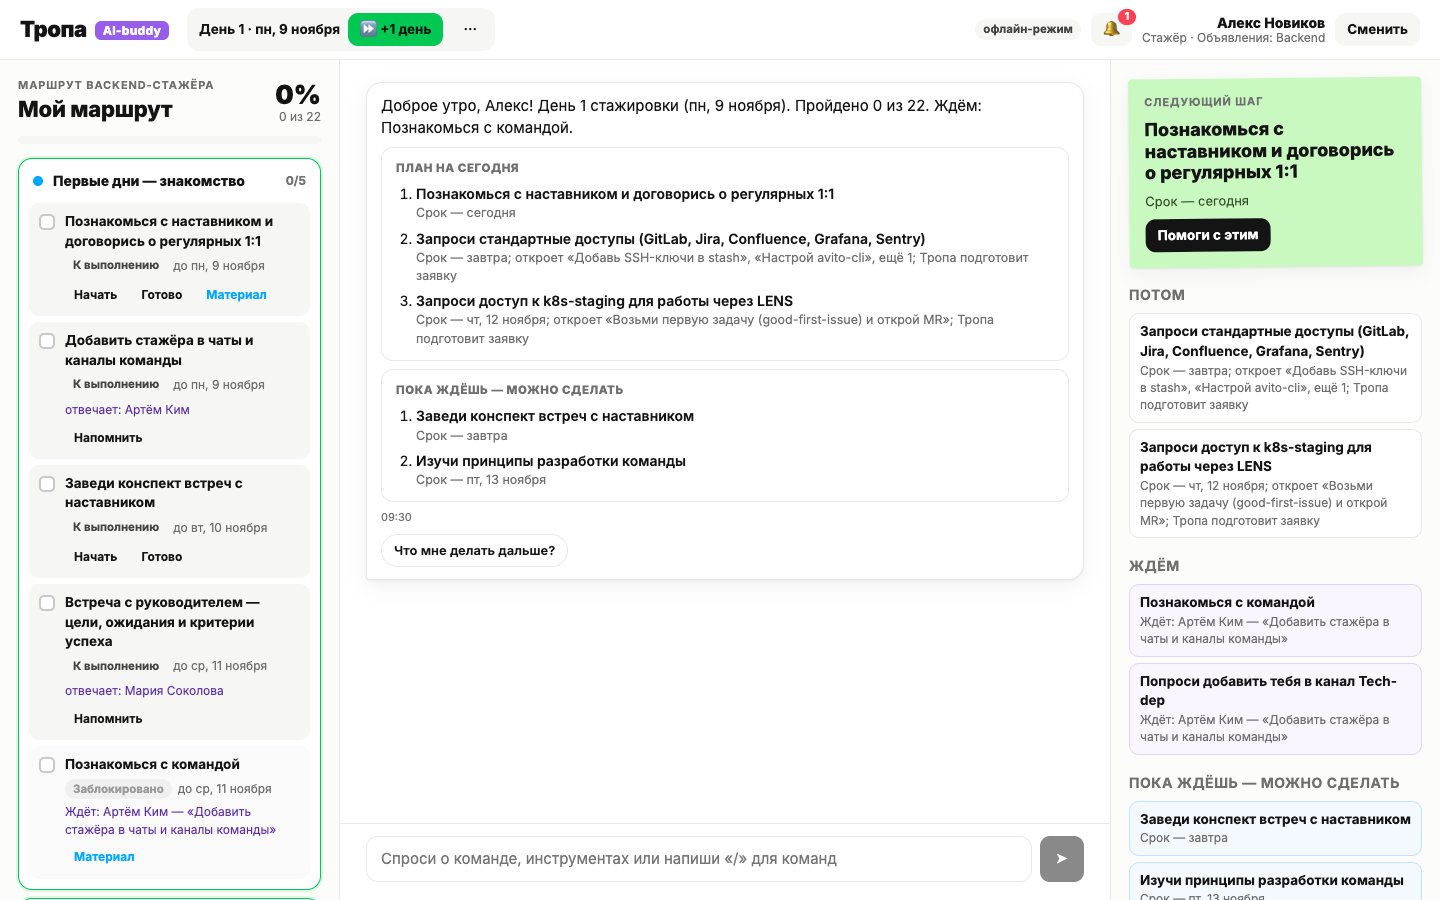 Тропа
AI-buddy
День 1 · пн, 9 ноября
+1 день
···
офлайн-режим
1
Алекс Новиков
Стажёр · Объявления: Backend
Сменить
МАРШРУТ BACKEND-СТАЖЁРА
Мой маршрут
0%
0 из 22
Первые дни — знакомство
0/5
Познакомься с наставником и
договорись о регулярных 1:1
К выполнению
до пн, 9 ноября
Начать
Готово
Материал
Добавить стажёра в чаты и
каналы команды
К выполнению
до пн, 9 ноября
отвечает: Артём Ким
Напомнить
Заведи конспект встреч с
наставником
К выполнению
до вт, 10 ноября
Начать
Готово
Встреча с руководителем —
цели, ожидания и критерии
успеха
К выполнению
до ср, 11 ноября
отвечает: Мария Соколова
Напомнить
Познакомься с командой
Заблокировано
до ср, 11 ноября
Ждёт: Артём Ким — «Добавить
стажёра в чаты и каналы команды»
Материал
Доброе утро, Алекс! День 1 стажировки (пн, 9 ноября). Пройдено 0 из 22. Ждём:
Познакомься с командой.
ПЛАН НА СЕГОДНЯ
1. Познакомься с наставником и договорись о регулярных 1:1
Срок — сегодня
2. Запроси стандартные доступы (GitLab, Jira, Confluence, Grafana, Sentry)
Срок — завтра; откроет «Добавь SSH-ключи в stash», «Настрой avito-cli», ещё 1; Тропа подготовит
заявку
3. Запроси доступ к k8s-staging для работы через LENS
Срок — чт, 12 ноября; откроет «Возьми первую задачу (good-first-issue) и открой MR»; Тропа
подготовит заявку
ПОКА ЖДЁШЬ — МОЖНО СДЕЛАТЬ
1. Заведи конспект встреч с наставником
Срок — завтра
2. Изучи принципы разработки команды
Срок — пт, 13 ноября
09:30
Что мне делать дальше?
Спроси о команде, инструментах или напиши «/» для команд
СЛЕДУЮЩИЙ ШАГ
Познакомься с
наставником и договорись
о регулярных 1:1
Срок — сегодня
Помоги с этим
ПОТОМ
Запроси стандартные доступы (GitLab,
Jira, Confluence, Grafana, Sentry)
Срок — завтра; откроет «Добавь SSH-ключи
в stash», «Настрой avito-cli», ещё 1; Тропа
подготовит заявку
Запроси доступ к k8s-staging для
работы через LENS
Срок — чт, 12 ноября; откроет «Возьми
первую задачу (good-first-issue) и открой
MR»; Тропа подготовит заявку
ЖДЁМ
Познакомься с командой
Ждёт: Артём Ким — «Добавить стажёра в
чаты и каналы команды»
Попроси добавить тебя в канал Tech-
dep
Ждёт: Артём Ким — «Добавить стажёра в
чаты и каналы команды»
ПОКА ЖДЁШЬ — МОЖНО СДЕЛАТЬ
Заведи конспект встреч с наставником
Срок — завтра
Изучи принципы разработки команды
Срок — пт, 13 ноября